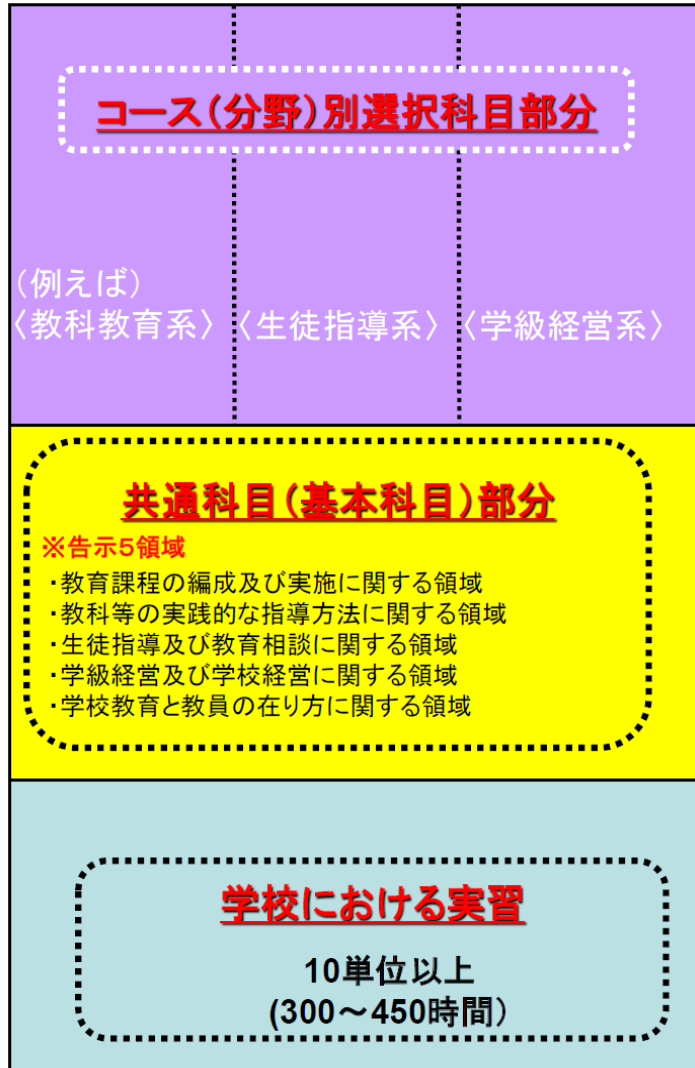 コース(分野)別選択科目部分
(例えば)
〈教科教育系〉〈生徒指導系〉〈学級経営系〉
共通科目(基本科目)部分
※告示5領域
・教育課程の編成及び実施に関する領域
・教科等の実践的な指導方法に関する領域
・生徒指導及び教育相談に関する領域
・学級経営及び学校経営に関する領域
・学校教育と教員の在り方に関する領域
学校における実習
10単位以上
(300～450時間)